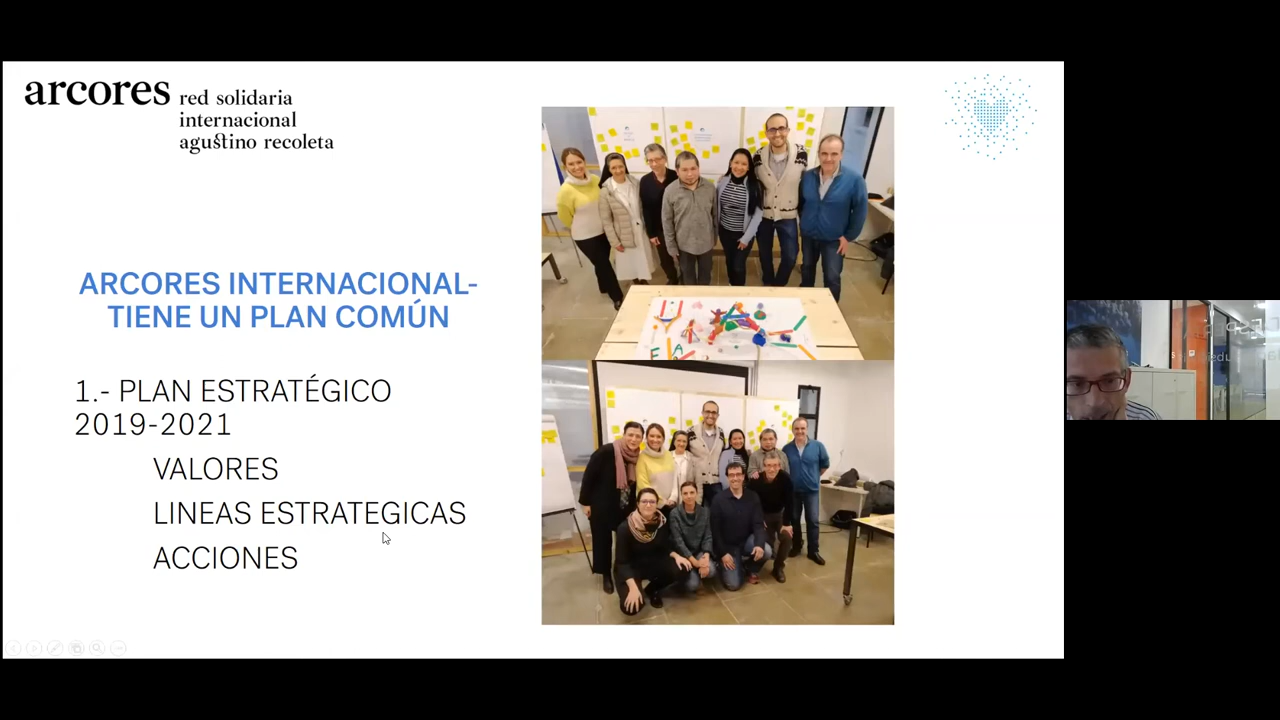 arcores
red solidaria
internacional
agustino recoleta
ARCORES INTERNACIONAL-
TIENE UN PLAN COMÚN
1.- PLAN ESTRATÉGICO
2019-2021
VALORES
LINEAS ESTRATEGICAS
ACCIONES